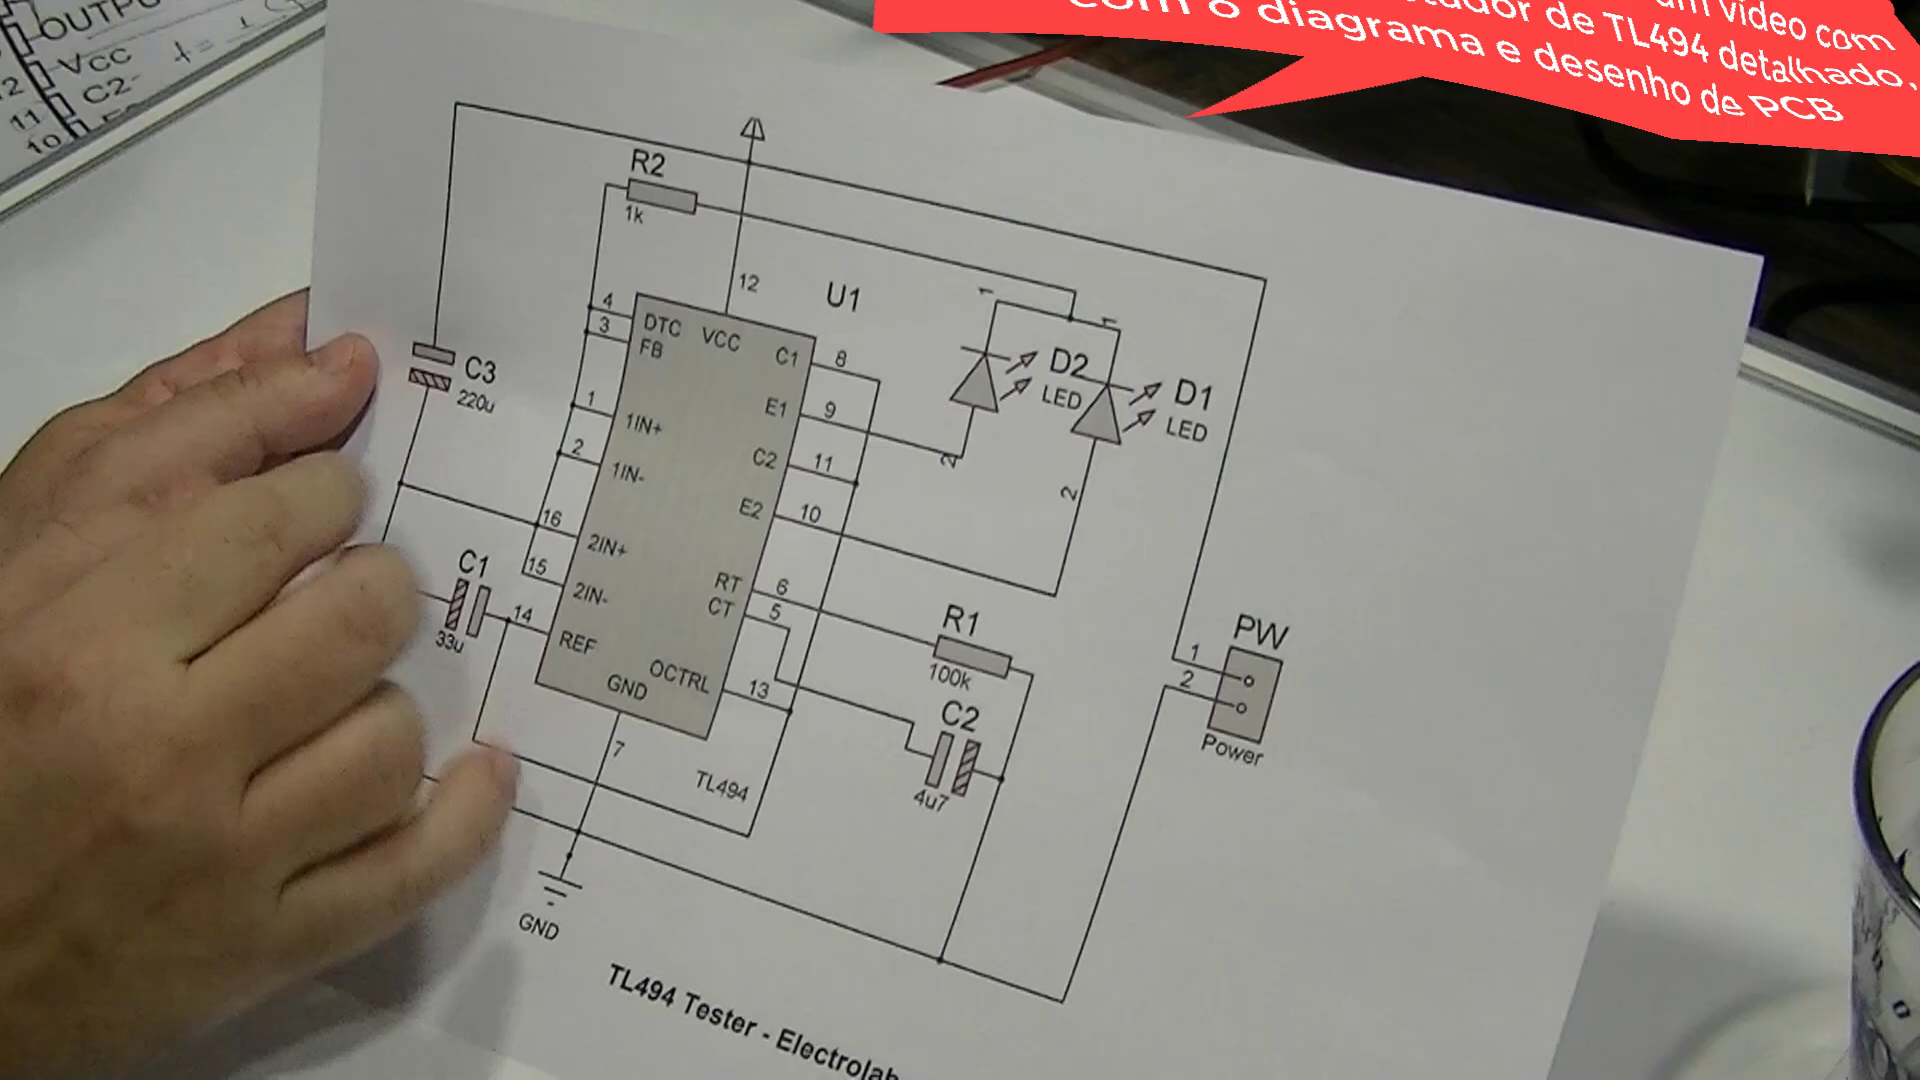 um vídeo com
de TL494 detalhado,
com o diagrama e desenho de PCB
VCC
12
C2
11
10
R2
1k
12
U1
4
3
DTC
VCC
FB
C1
8
1
E1
9
1IN+
2
C2
11
1IN-
E2
10
16
2IN+
15
2IN-
14
REF
RT
6
CT
5
OCTRL
13
GND
7
TL494
C3
220u
C1
33u
1
1
D2
LED
D1
LED
2
2
R1
100k
C2
4u7
PW
1
2
Power
GND
TL494 Tester - Electrolab